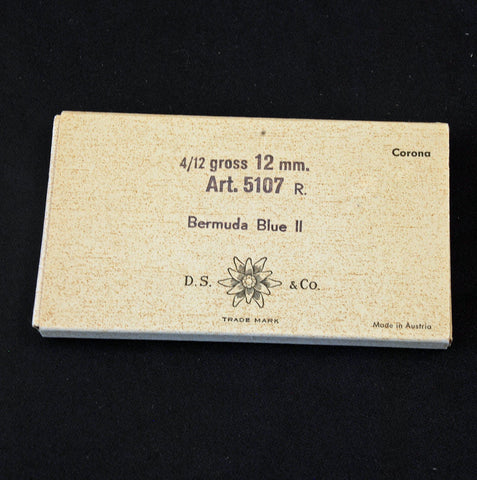 Corona
4/12 gross 12 mm.
Art. 5107 R.
Bermuda Blue II
D.S. & Co.
TRADE MARK
Made in Austria